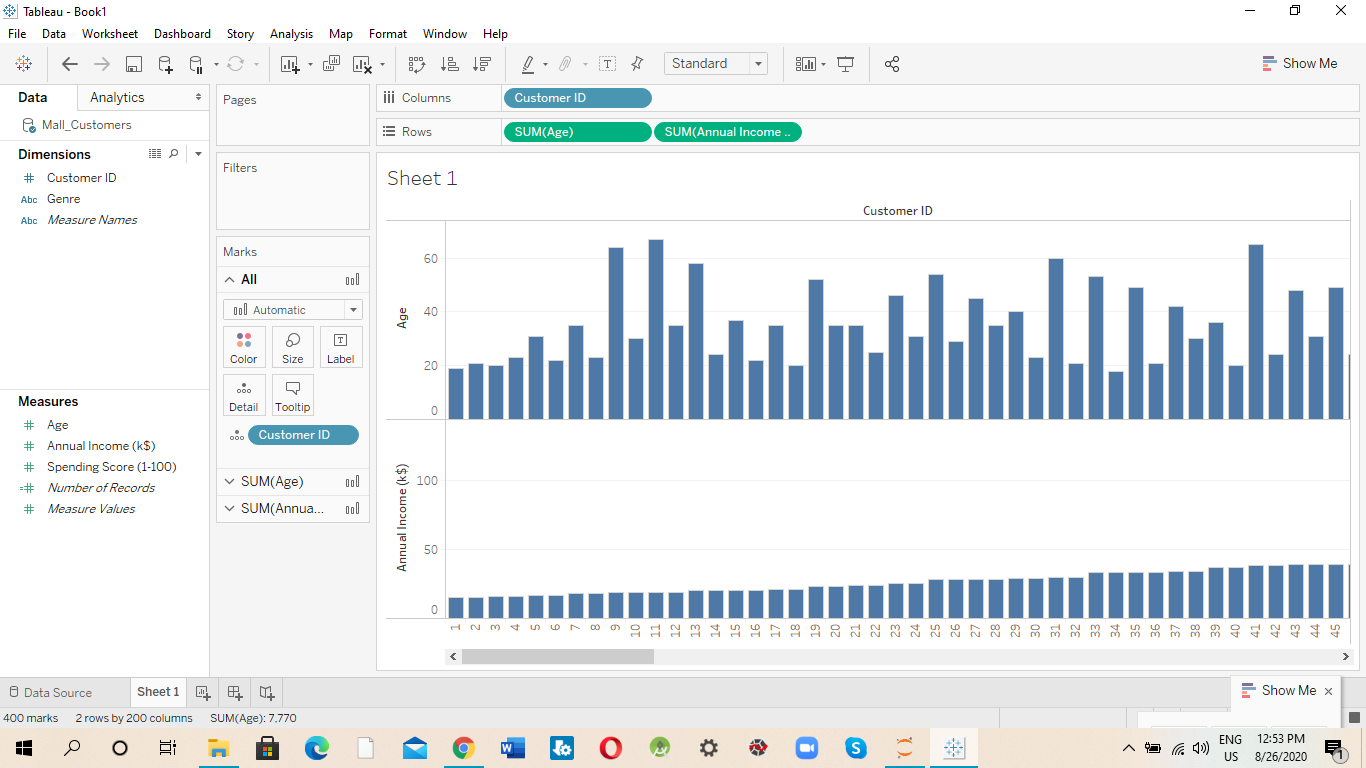 Tableau - Book1
File Data Worksheet Dashboard Story Analysis Map Format Window Help
Standard
Show Me
Data Analytics
Mall_Customers
Dimensions
Customer ID
Abc Genre
Abc Measure Names
Measures
Age
Annual Income (k$)
Spending Score (1-100)
Number of Records
Measure Values
Pages
Filters
Marks
All
Automatic
Color Size Label
Detail Tooltip
Customer ID
SUM(Age)
SUM(Annua...
Columns Customer ID
Rows SUM(Age) SUM(Annual Income ..
Sheet 1
Customer ID
Age
60
40
20
0
Annual Income (k$)
100
50
0
1 2 3 4 5 6 7 8 9 10 11 12 13 14 15 16 17 18 19 20 21 22 23 24 25 26 27 28 29 30 31 32 33 34 35 36 37 38 39 40 41 42 43 44 45
Data Source Sheet 1
Show Me
400 marks 2 rows by 200 columns SUM(Age): 7,770
ENG
US
12:53 PM
8/26/2020
1